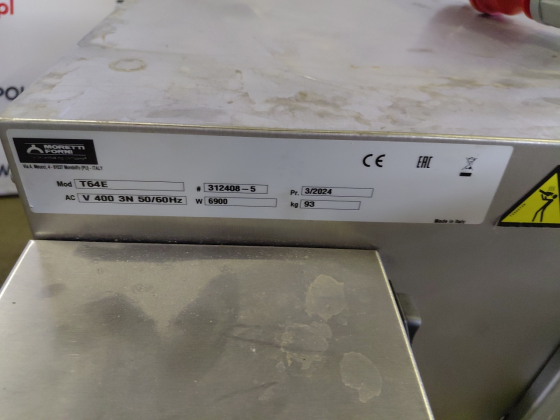 .pl
MORETTI
FORNI
Mod T64E # 312408-5 Pr. 3/2024
AC V 400 3N 50/60Hz W 6900 kg 93
CE EAC
Made in Italy